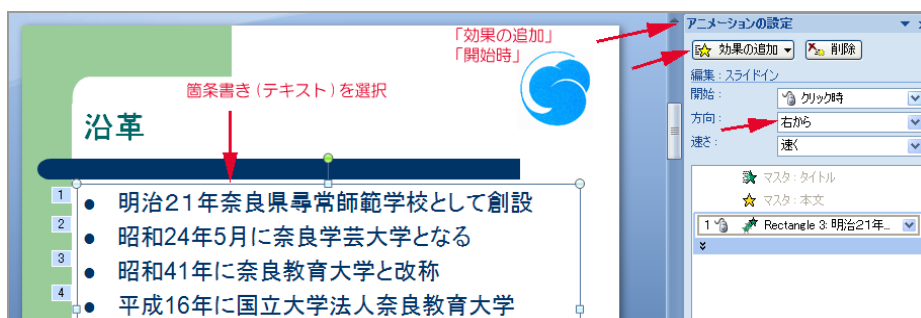 「効果の追加」
「開始時」
箇条書き(テキスト)を選択
沿革
1
● 明治21年奈良県尋常師範学校として創設
2
● 昭和24年5月に奈良学芸大学となる
3
● 昭和41年に奈良教育大学と改称
4
● 平成16年に国立大学法人奈良教育大学
アニメーションの設定
効果の追加 削除
編集：スライドイン
開始： クリック時
方向： 右から
速さ： 速く
マスタ：タイトル
マスタ：本文
1 Rectangle 3: 明治21年...